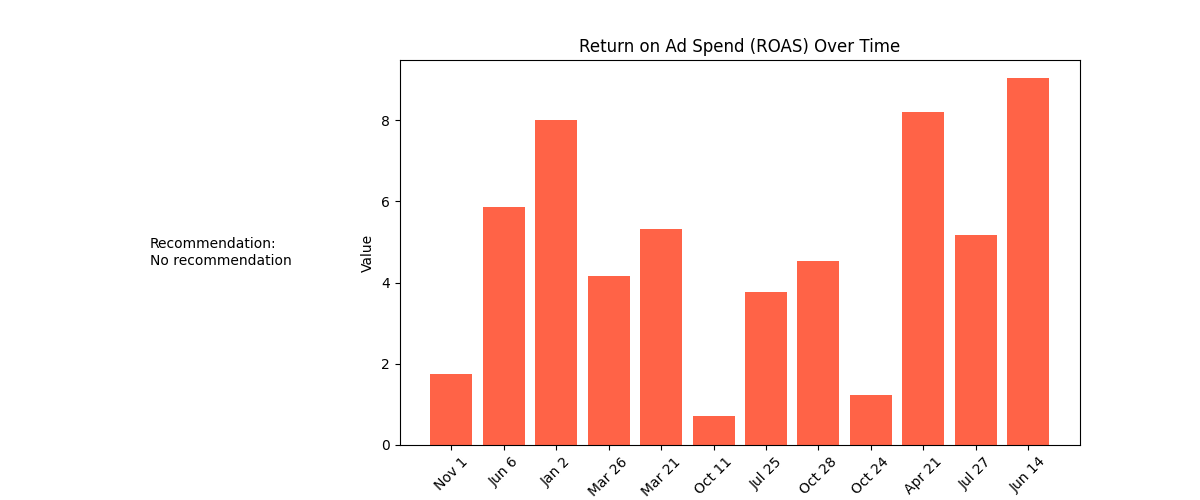 Return on Ad Spend (ROAS) Over Time
Recommendation:
No recommendation
Value
8
6
4
2
0
Nov 1
Jun 6
Jan 2
Mar 26
Mar 21
Oct 11
Jul 25
Oct 28
Oct 24
Apr 21
Jul 27
Jun 14